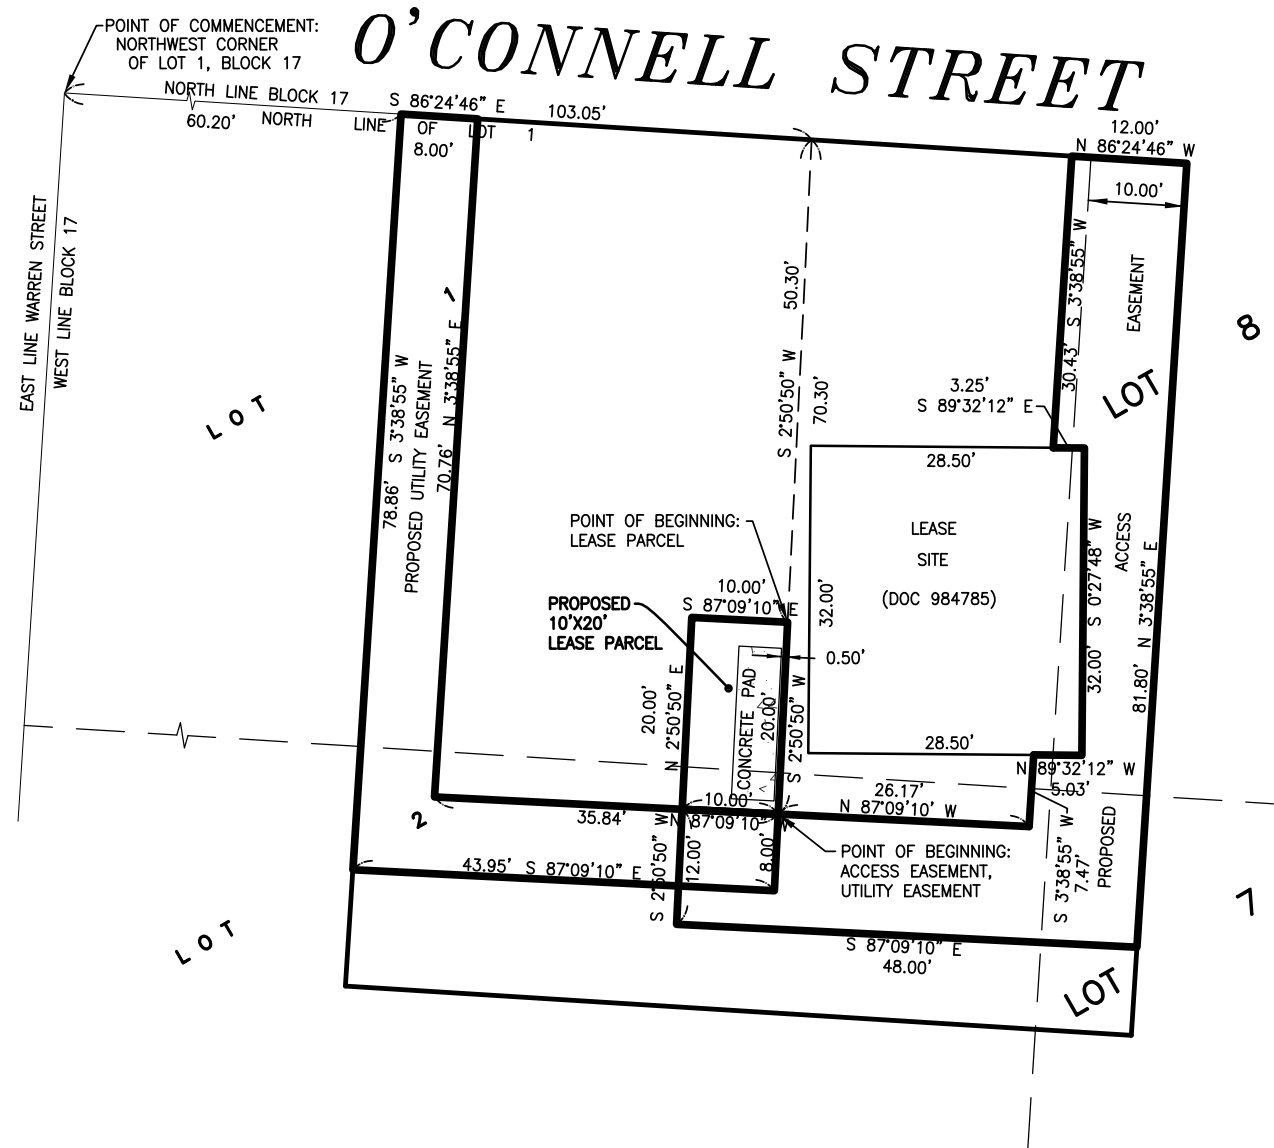 O'CONNELL STREET
POINT OF COMMENCEMENT:
NORTHWEST CORNER
OF LOT 1, BLOCK 17
NORTH LINE BLOCK 17
60.20'
NORTH LINE OF LOT 1
S 86°24'46" E
103.05'
8.00'
12.00'
N 86°24'46" W
10.00'
EAST LINE WARREN STREET
WEST LINE BLOCK 17
LOT
1
78.86' S 3°38'55" W
PROPOSED UTILITY EASEMENT
70.76' N 3°38'55" E
S 2°50'50" W
50.30'
70.30'
30.43' S 3°38'55" W
EASEMENT
8
LOT
3.25'
S 89°32'12" E
28.50'
LEASE
SITE
(DOC 984785)
32.00'
28.50'
32.00' S 0°27'48" W
ACCESS
81.80' N 3°38'55" E
POINT OF BEGINNING:
LEASE PARCEL
10.00'
S 87°09'10" E
PROPOSED
10'X20'
LEASE PARCEL
0.50'
20.00'
N 2°50'50" E
CONCRETE PAD
20.00'
S 2°50'50" W
N 89°32'12" W
5.03'
26.17'
N 87°09'10" W
10.00'
N 87°09'10" W
35.84'
2
43.95' S 87°09'10" E
S 2°50'50" W
12.00'
8.00'
POINT OF BEGINNING:
ACCESS EASEMENT,
UTILITY EASEMENT
S 3°38'55" W
7.47'
PROPOSED
7
LOT
S 87°09'10" E
48.00'
LOT